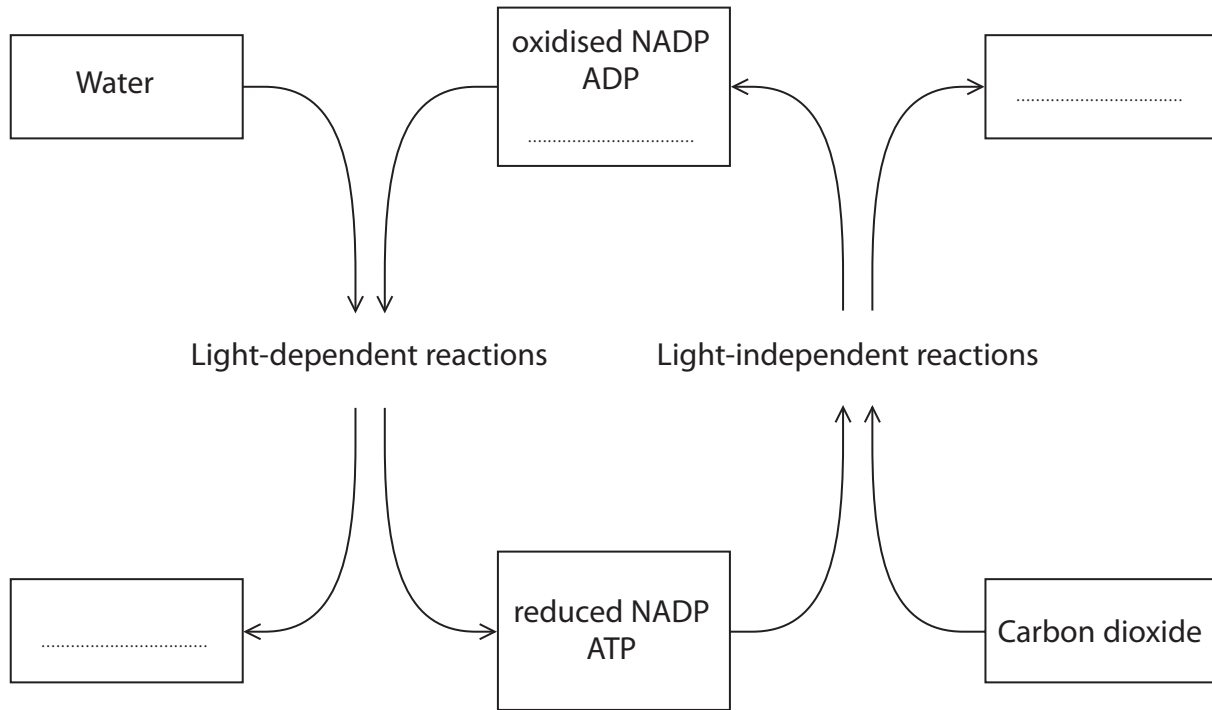 Water
oxidised NADP
ADP
................................
................................
Light-dependent reactions
Light-independent reactions
................................
reduced NADP
ATP
Carbon dioxide